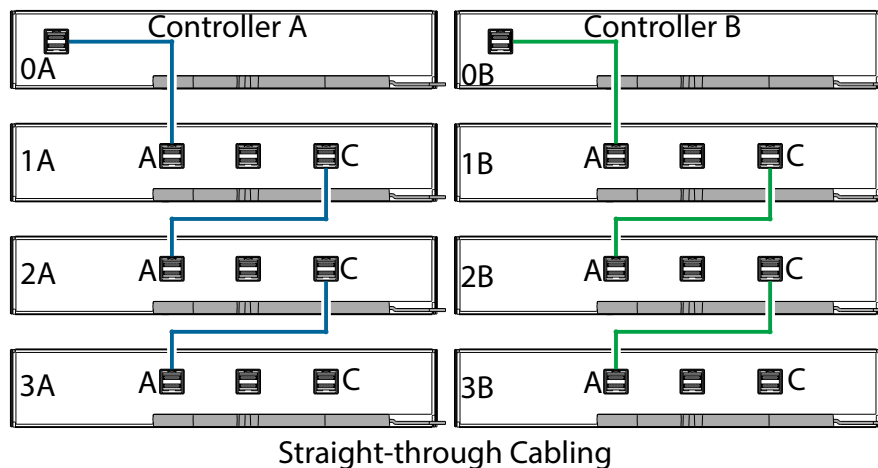 Controller A Controller B
0A 0B
1A A C 1B A C
2A A C 2B A C
3A A C 3B A C
Straight-through Cabling